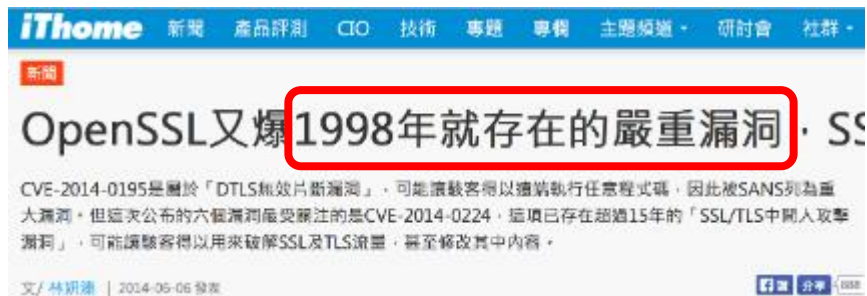 iThome 新聞 產品評測 CIO 技術 專題 專欄 主題頻道 研討會 社群
新聞
OpenSSL又爆1998年就存在的嚴重漏洞，SS
CVE-2014-0195是關於「DTLS無效片斷漏洞」，可能讓駭客得以遠端執行任意程式碼，因此被SANS列為重
大漏洞。但這次公布的六個漏洞最受關注的是CVE-2014-0224，這項已存在超過15年的「SSL/TLS中間人攻擊
漏洞」，可能讓駭客得以用來破解SSL及TLS流量，甚至修改其中內容。
文/ 林妍溱 | 2014-06-06 發表 分享